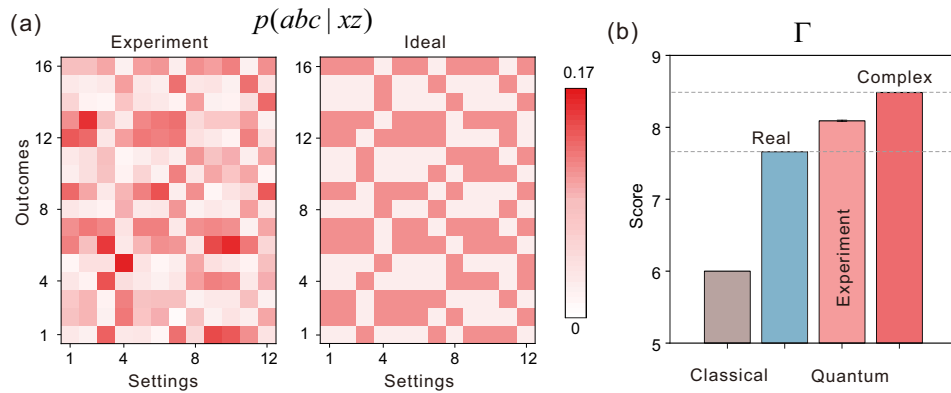 (a)
p(abc | xz)
Experiment
Ideal
16
12
8
4
1
Outcomes
1
4
8
12
Settings
16
12
8
4
1
1
4
8
12
Settings
0.17
0
(b)
Γ
9
8
7
6
5
Score
Real
Experiment
Complex
Classical
Quantum